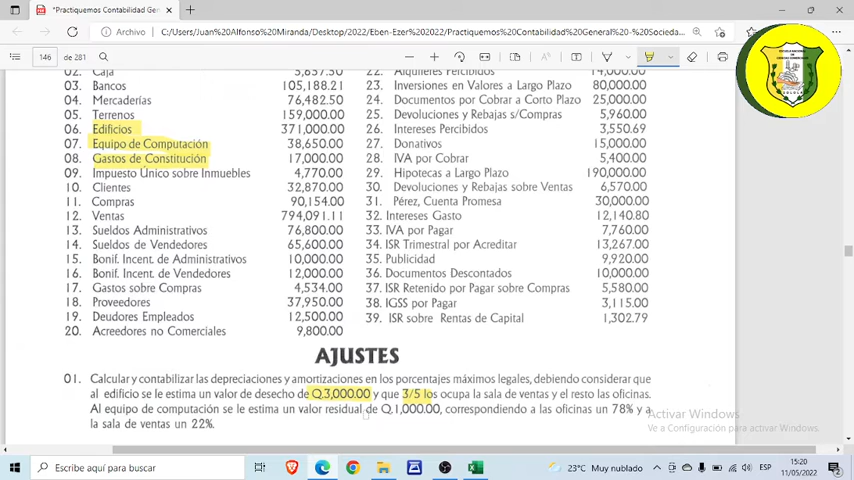 *Practiquemos Contabilidad Gen
Archivo
C:/Users/Juan%20Alfonso%20Miranda/Desktop/2022/Eben-Ezer%202022/Practiquemos%20Contabilidad%20General%20-%20Socieda...
146 de 281
02. Caja 5,857.50
03. Bancos 105,188.21
04. Mercaderías 76,482.50
05. Terrenos 159,000.00
06. Edificios 371,000.00
07. Equipo de Computación 38,650.00
08. Gastos de Constitución 17,000.00
09. Impuesto Único sobre Inmuebles 4,770.00
10. Clientes 32,870.00
11. Compras 90,154.00
12. Ventas 794,091.11
13. Sueldos Administrativos 76,800.00
14. Sueldos de Vendedores 65,600.00
15. Bonif. Incent. de Administrativos 10,000.00
16. Bonif. Incent. de Vendedores 12,000.00
17. Gastos sobre Compras 4,534.00
18. Proveedores 37,950.00
19. Deudores Empleados 12,500.00
20. Acreedores no Comerciales 9,800.00
22. Alquileres Percibidos 14,000.00
23. Inversiones en Valores a Largo Plazo 80,000.00
24. Documentos por Cobrar a Corto Plazo 25,000.00
25. Devoluciones y Rebajas s/Compras 5,960.00
26. Intereses Percibidos 3,550.69
27. Donativos 15,000.00
28. IVA por Cobrar 5,400.00
29. Hipotecas a Largo Plazo 190,000.00
30. Devoluciones y Rebajas sobre Ventas 6,570.00
31. Pérez, Cuenta Promesa 30,000.00
32. Intereses Gasto 12,140.80
33. IVA por Pagar 7,760.00
34. ISR Trimestral por Acreditar 13,267.00
35. Publicidad 9,920.00
36. Documentos Descontados 10,000.00
37. ISR Retenido por Pagar sobre Compras 5,580.00
38. IGSS por Pagar 3,115.00
39. ISR sobre Rentas de Capital 1,302.79
AJUSTES
01. Calcular y contabilizar las depreciaciones y amortizaciones en los porcentajes máximos legales, debiendo considerar que
al edificio se le estima un valor de desecho de Q.3,000.00 y que 3/5 los ocupa la sala de ventas y el resto las oficinas.
Al equipo de computación se le estima un valor residual de Q.1,000.00, correspondiendo a las oficinas un 78% y a
la sala de ventas un 22%.
Activar Windows
Ve a Configuración para activar Windows.
Escribe aquí para buscar
23°C Muy nublado
ESP
15:20
11/05/2022